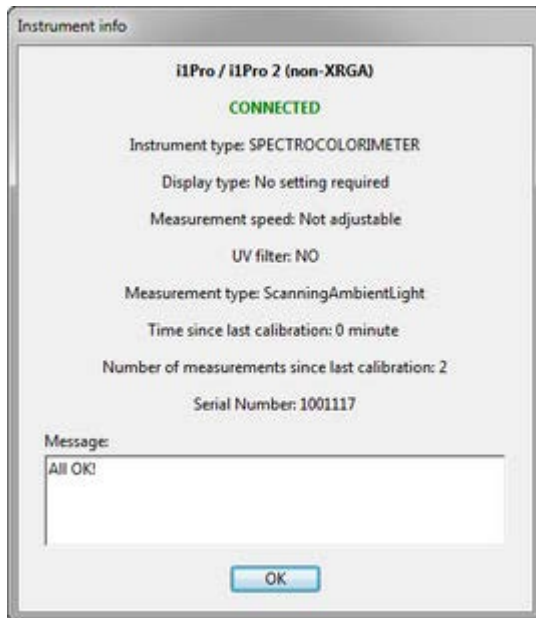 Instrument info
i1Pro / i1Pro 2 (non-XRGA)
CONNECTED
Instrument type: SPECTROCOLORIMETER
Display type: No setting required
Measurement speed: Not adjustable
UV filter: NO
Measurement type: ScanningAmbientLight
Time since last calibration: 0 minute
Number of measurements since last calibration: 2
Serial Number: 1001117
Message:
All OK!
OK